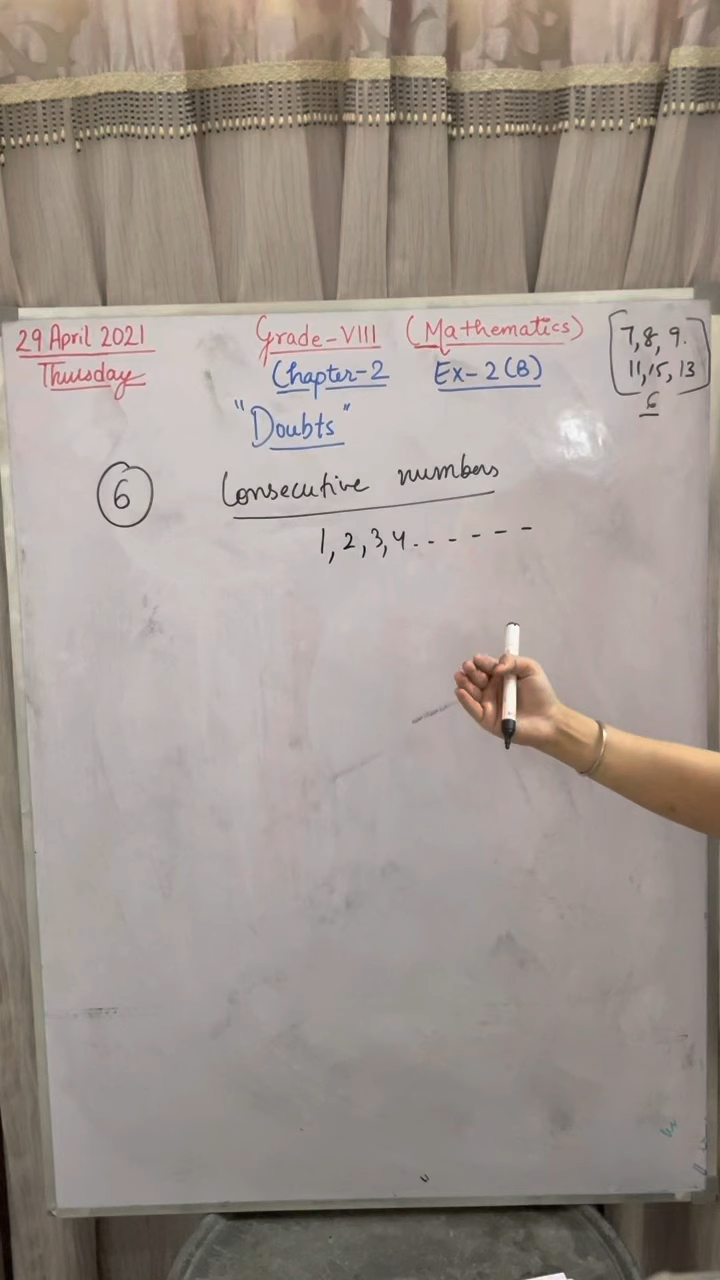 29 April 2021
Thursday
Grade-VIII (Mathematics)
Chapter-2 Ex-2(B)
"Doubts"
7, 8, 9.
11, 15, 13
6
6 Consecutive numbers
1, 2, 3, 4 . - - - - - -